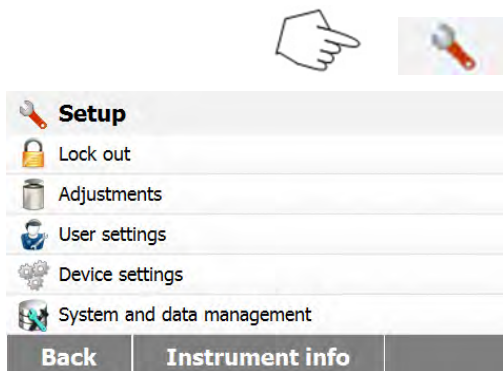 Setup
Lock out
Adjustments
User settings
Device settings
System and data management
Back Instrument info